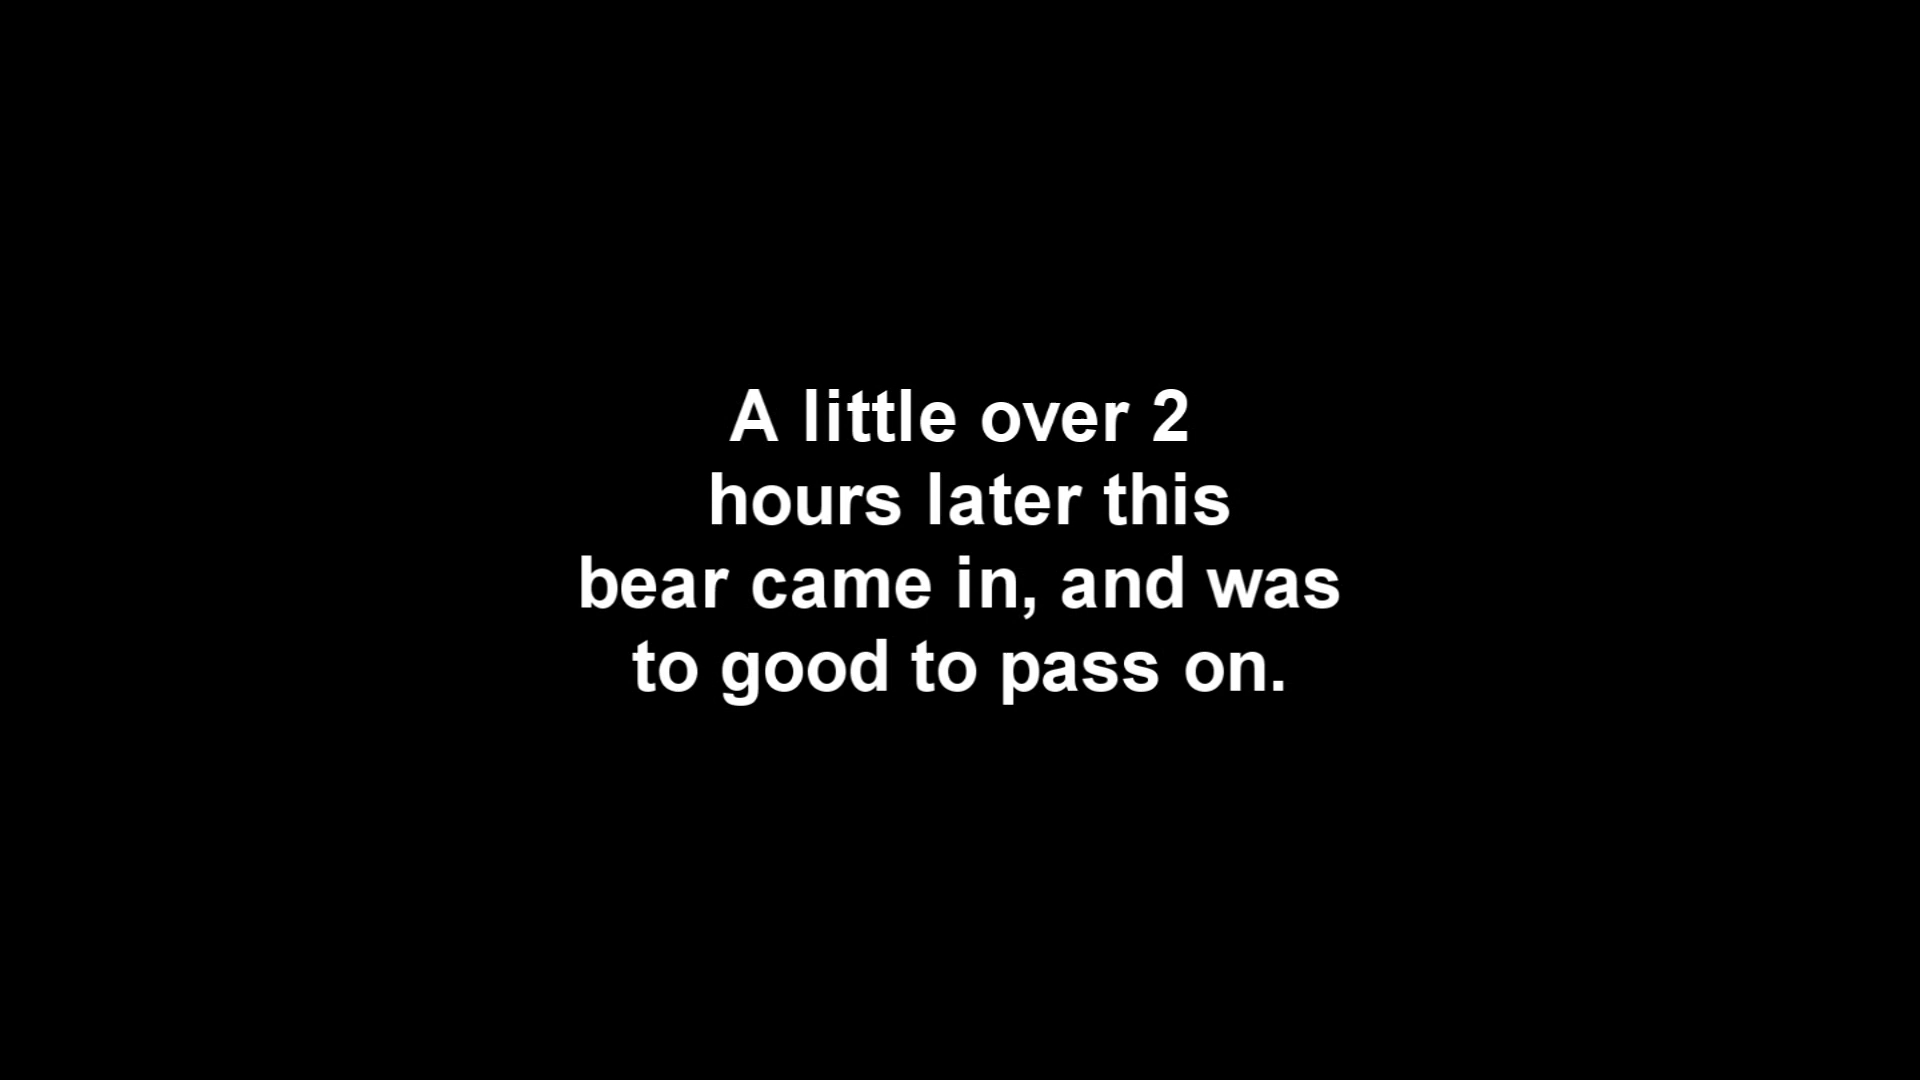 A little over 2
hours later this
bear came in, and was
to good to pass on.